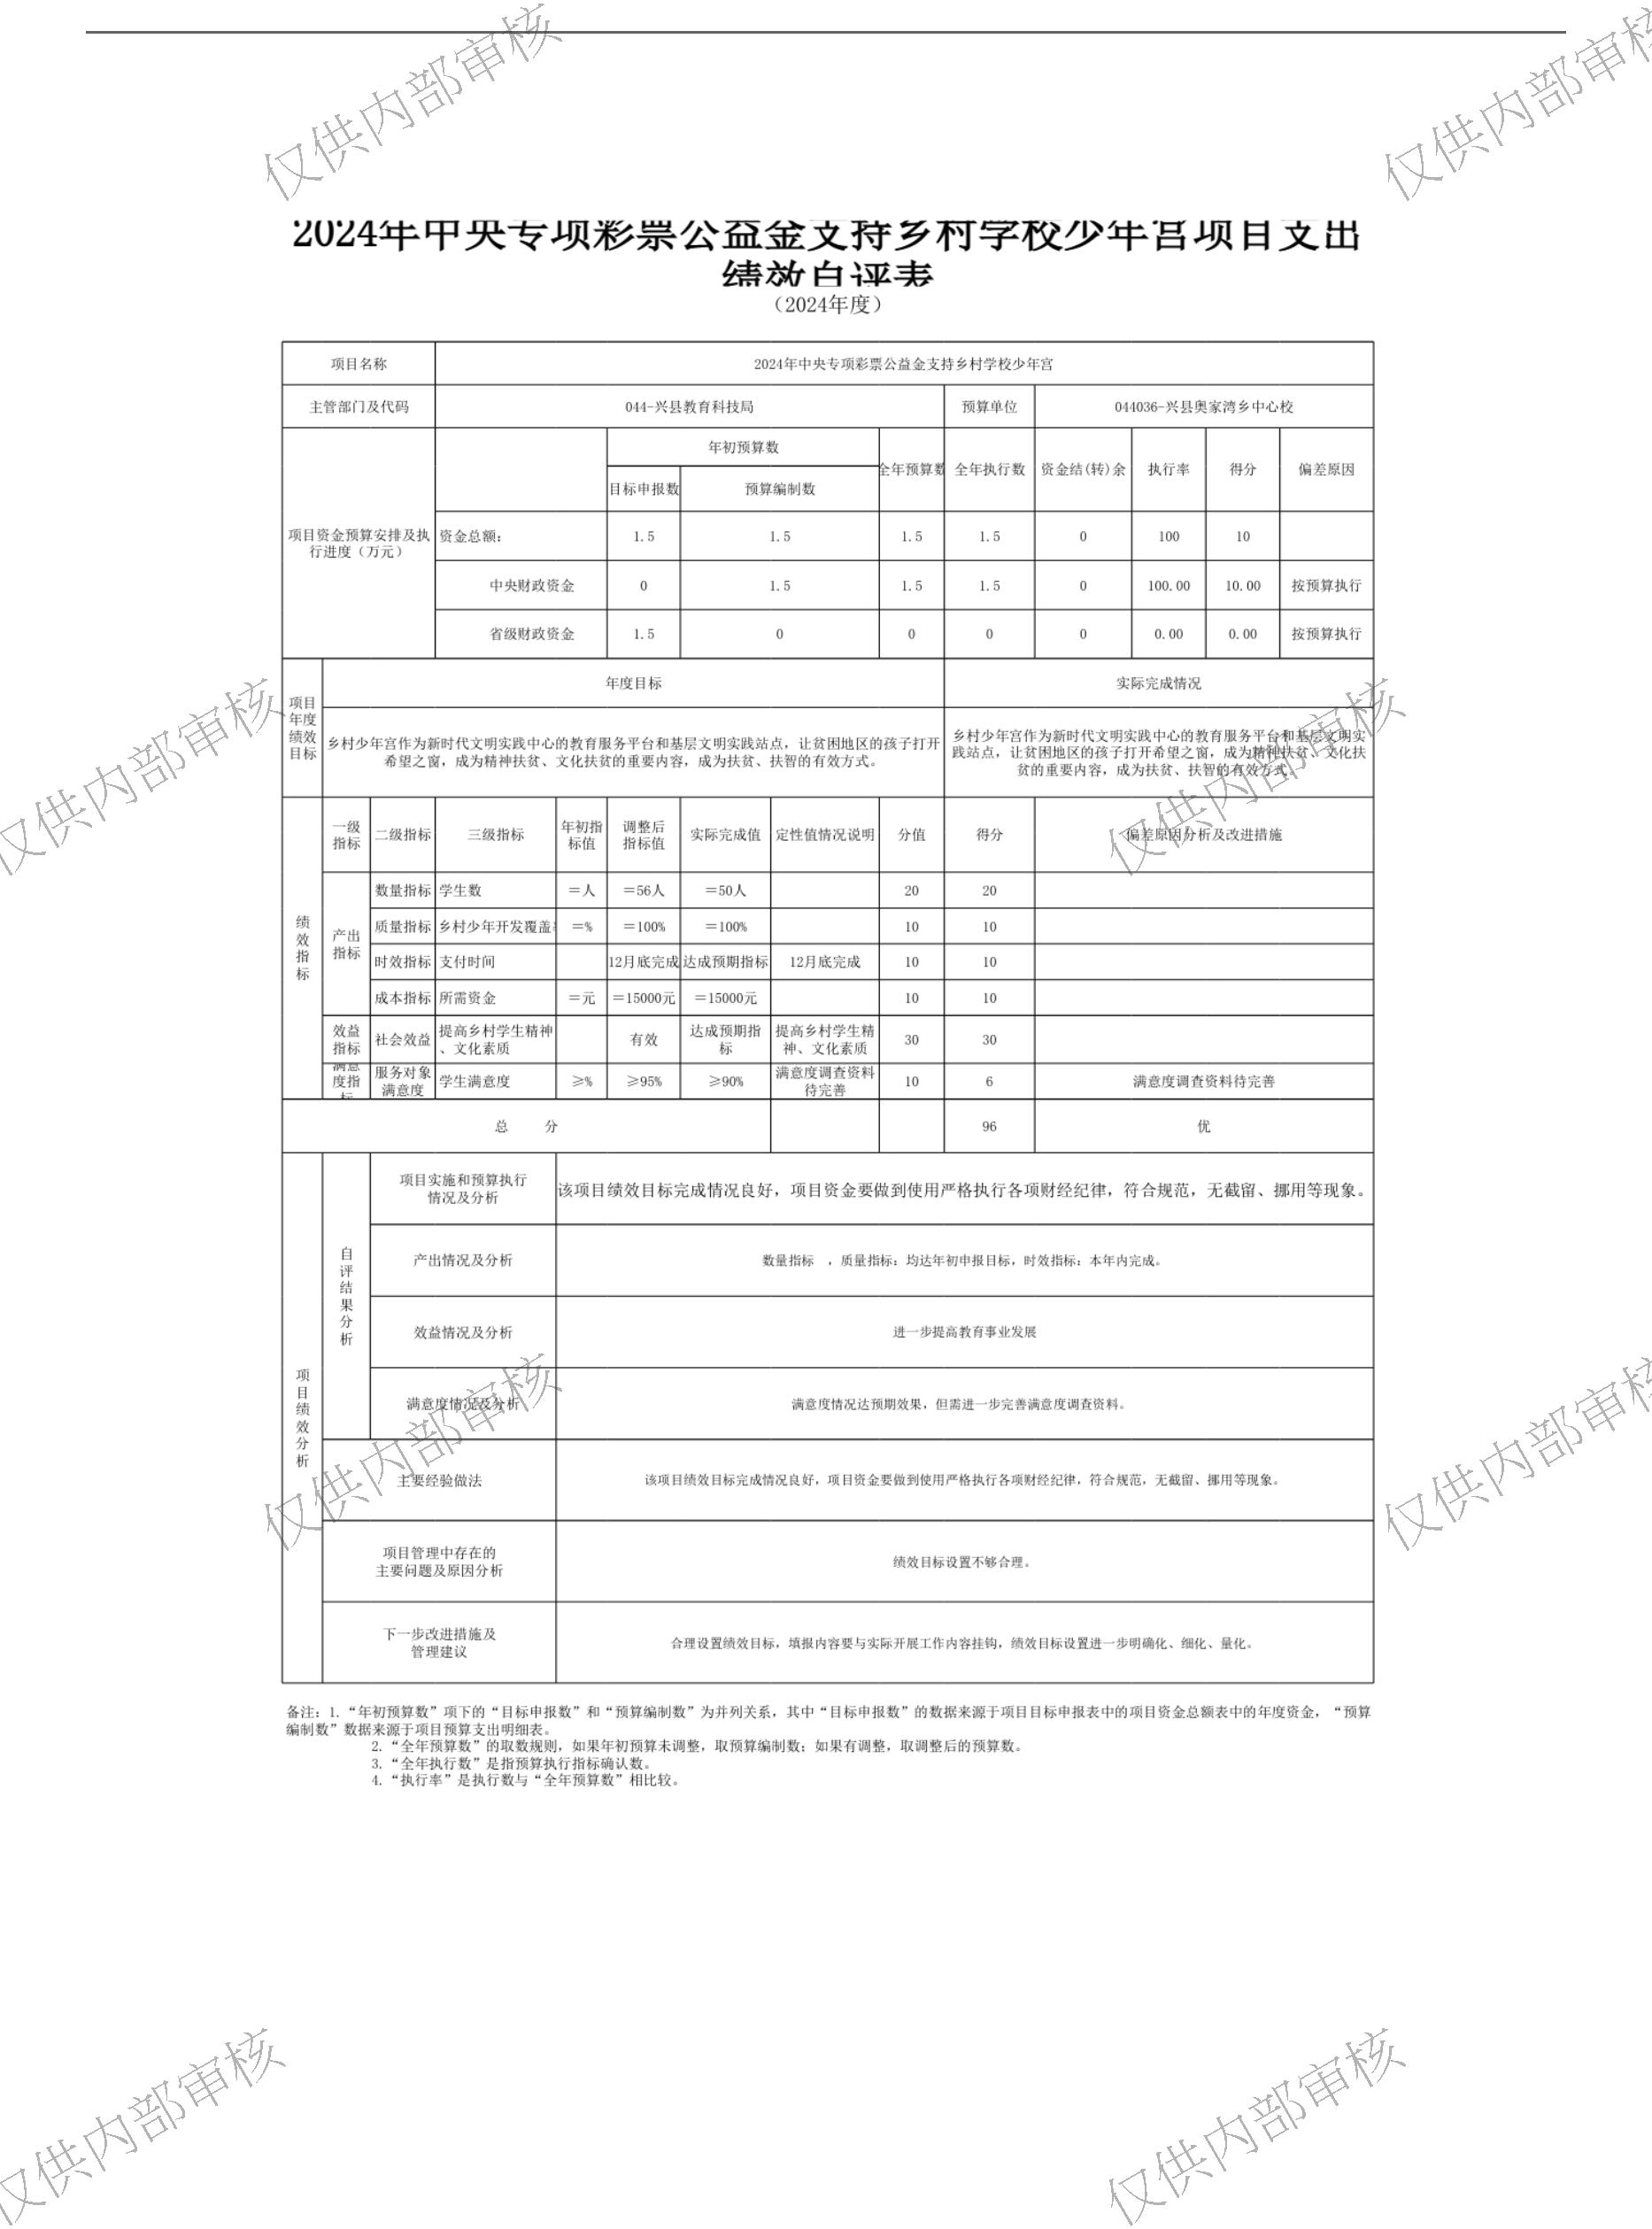 2024年中央专项彩票公益金支持乡村学校少年宫项目支出
绩效自评表
（2024年度）
项目名称 2024年中央专项彩票公益金支持乡村学校少年宫
主管部门及代码 044-兴县教育科技局 预算单位 044036-兴县奥家湾乡中心校
项目资金预算安排及执
行进度（万元）
年初预算数 全年预算数 全年执行数 资金结(转)余 执行率 得分 偏差原因
目标申报数 预算编制数
资金总额： 1.5 1.5 1.5 1.5 0 100 10
中央财政资金 0 1.5 1.5 1.5 0 100.00 10.00 按预算执行
省级财政资金 1.5 0 0 0 0 0.00 0.00 按预算执行
项目
年度
绩效
目标
年度目标 实际完成情况
乡村少年宫作为新时代文明实践中心的教育服务平台和基层文明实践站点，让贫困地区的孩子打开
希望之窗，成为精神扶贫、文化扶贫的重要内容，成为扶贫、扶智的有效方式。
乡村少年宫作为新时代文明实践中心的教育服务平台和基层文明实
践站点，让贫困地区的孩子打开希望之窗，成为精神扶贫、文化扶
贫的重要内容，成为扶贫、扶智的有效方式。
绩
效
指
标
一级
指标
二级指标 三级指标
年初指
标值
调整后
指标值
实际完成值 定性值情况说明 分值 得分 偏差原因分析及改进措施
产出
指标
数量指标 学生数 ＝人 ＝56人 ＝50人 20 20
质量指标 乡村少年开发覆盖 ＝% ＝100% ＝100% 10 10
时效指标 支付时间 12月底完成 达成预期指标 12月底完成 10 10
成本指标 所需资金 ＝元 ＝15000元 ＝15000元 10 10
效益
指标
社会效益
提高乡村学生精神
、文化素质
有效
达成预期指
标
提高乡村学生精
神、文化素质
30 30
满意
度指
标
服务对象
满意度
学生满意度 ≥% ≥95% ≥90%
满意度调查资料
待完善
10 6 满意度调查资料待完善
总 分 96 优
项
目
绩
效
分
析
自
评
结
果
分
析
项目实施和预算执行
情况及分析
该项目绩效目标完成情况良好，项目资金要做到使用严格执行各项财经纪律，符合规范，无截留、挪用等现象。
产出情况及分析 数量指标 ，质量指标：均达年初申报目标，时效指标：本年内完成。
效益情况及分析 进一步提高教育事业发展
满意度情况及分析 满意度情况达预期效果，但需进一步完善满意度调查资料。
主要经验做法 该项目绩效目标完成情况良好，项目资金要做到使用严格执行各项财经纪律，符合规范，无截留、挪用等现象。
项目管理中存在的
主要问题及原因分析
绩效目标设置不够合理。
下一步改进措施及
管理建议
合理设置绩效目标，填报内容要与实际开展工作内容挂钩，绩效目标设置进一步明确化、细化、量化。
备注：1.“年初预算数”项下的“目标申报数”和“预算编制数”为并列关系，其中“目标申报数”的数据来源于项目目标申报表中的项目资金总额表中的年度资金，“预算
编制数”数据来源于项目预算支出明细表。
2.“全年预算数”的取数规则，如果年初预算未调整，取预算编制数；如果有调整，取调整后的预算数。
3.“全年执行数”是指预算执行指标确认数。
4.“执行率”是执行数与“全年预算数”相比较。
仅供内部审核
仅供内部审核
仅供内部审核
仅供内部审核
仅供内部审核
仅供内部审核
仅供内部审核
仅供内部审核